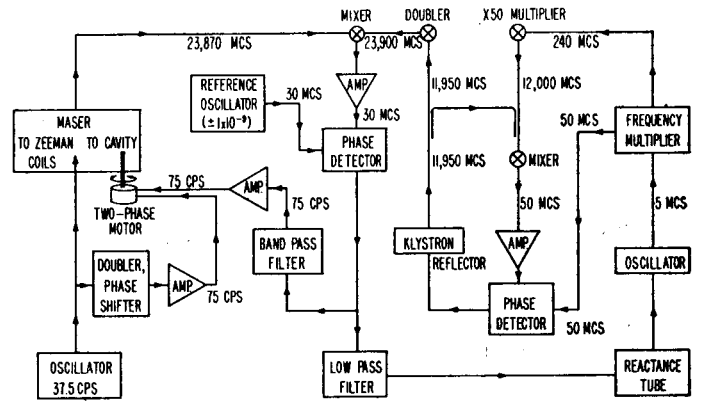 MIXER
DOUBLER
X50 MULTIPLIER
23,870 MCS
23,900 MCS
240 MCS
AMP.
11,950 MCS
12,000 MCS
REFERENCE
OSCILLATOR
(±1x10⁻⁹)
30 MCS
30 MCS
50 MCS
FREQUENCY
MULTIPLIER
MASER
TO ZEEMAN TO CAVITY
COILS
PHASE
DETECTOR
11,950 MCS
MIXER
75 CPS
AMP.
75 CPS
50 MCS
5 MCS
TWO-PHASE
MOTOR
BAND PASS
FILTER
KLYSTRON
REFLECTOR
AMP.
OSCILLATOR
DOUBLER,
PHASE
SHIFTER
AMP.
75 CPS
PHASE
DETECTOR
50 MCS
OSCILLATOR
37.5 CPS
LOW PASS
FILTER
REACTANCE
TUBE